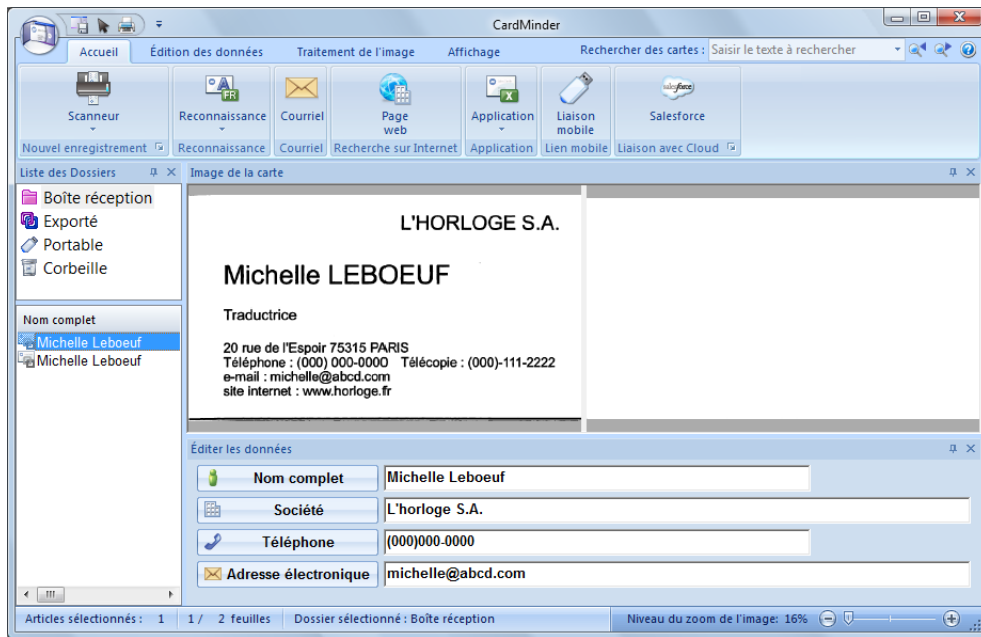 CardMinder
Accueil Édition des données Traitement de l'image Affichage Rechercher des cartes : Saisir le texte à rechercher
FR X salesforce
Scanneur Reconnaissance Courriel Page web Application Liaison mobile Salesforce
Nouvel enregistrement Reconnaissance Courriel Recherche sur Internet Application Lien mobile Liaison avec Cloud
Liste des Dossiers
Boîte réception
Exporté
Portable
Corbeille
Nom complet
Michelle Leboeuf
Michelle Leboeuf
Image de la carte
L'HORLOGE S.A.
Michelle LEBOEUF
Traductrice
20 rue de l'Espoir 75315 PARIS
Téléphone : (000) 000-0000 Télécopie : (000)-111-2222
e-mail : michelle@abcd.com
site internet : www.horloge.fr
Éditer les données
Nom complet Michelle Leboeuf
Société L'horloge S.A.
Téléphone (000)000-0000
Adresse électronique michelle@abcd.com
Articles sélectionnés : 1 1 / 2 feuilles Dossier sélectionné : Boîte réception Niveau du zoom de l'image: 16%